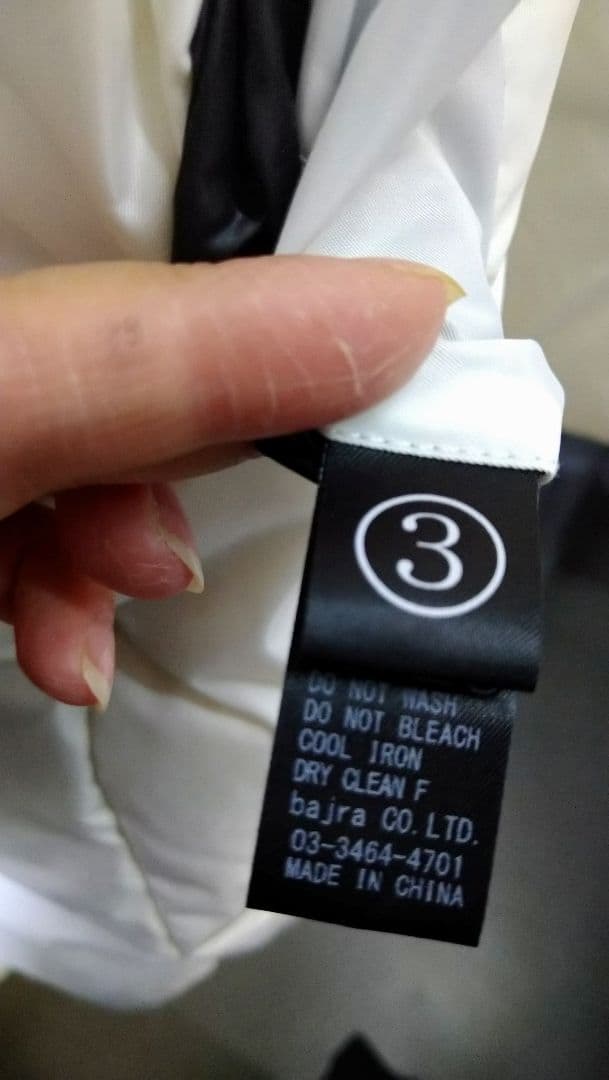 3
DO NOT WASH
DO NOT BLEACH
COOL IRON
DRY CLEAN F
bajra CO.LTD.
03-3464-4701
MADE IN CHINA